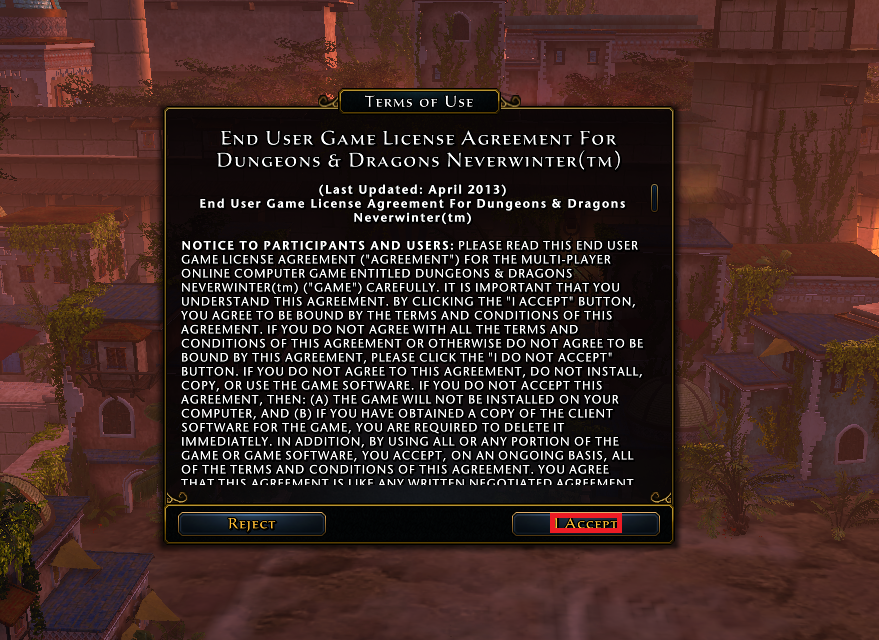 Terms of Use
End User Game License Agreement For
Dungeons & Dragons Neverwinter(tm)
(Last Updated: April 2013)
End User Game License Agreement For Dungeons & Dragons
Neverwinter(tm)
NOTICE TO PARTICIPANTS AND USERS: PLEASE READ THIS END USER
GAME LICENSE AGREEMENT ("AGREEMENT") FOR THE MULTI-PLAYER
ONLINE COMPUTER GAME ENTITLED DUNGEONS & DRAGONS
NEVERWINTER(tm) ("GAME") CAREFULLY. IT IS IMPORTANT THAT YOU
UNDERSTAND THIS AGREEMENT. BY CLICKING THE "I ACCEPT" BUTTON,
YOU AGREE TO BE BOUND BY THE TERMS AND CONDITIONS OF THIS
AGREEMENT. IF YOU DO NOT AGREE WITH ALL THE TERMS AND
CONDITIONS OF THIS AGREEMENT OR OTHERWISE DO NOT AGREE TO BE
BOUND BY THIS AGREEMENT, PLEASE CLICK THE "I DO NOT ACCEPT"
BUTTON. IF YOU DO NOT AGREE TO THIS AGREEMENT, DO NOT INSTALL,
COPY, OR USE THE GAME SOFTWARE. IF YOU DO NOT ACCEPT THIS
AGREEMENT, THEN: (A) THE GAME WILL NOT BE INSTALLED ON YOUR
COMPUTER, AND (B) IF YOU HAVE OBTAINED A COPY OF THE CLIENT
SOFTWARE FOR THE GAME, YOU ARE REQUIRED TO DELETE IT
IMMEDIATELY. IN ADDITION, BY USING ALL OR ANY PORTION OF THE
GAME OR GAME SOFTWARE, YOU ACCEPT, ON AN ONGOING BASIS, ALL
OF THE TERMS AND CONDITIONS OF THIS AGREEMENT. YOU AGREE
THAT THIS AGREEMENT IS LIKE ANY WRITTEN NEGOTIATED AGREEMENT
Reject
I Accept